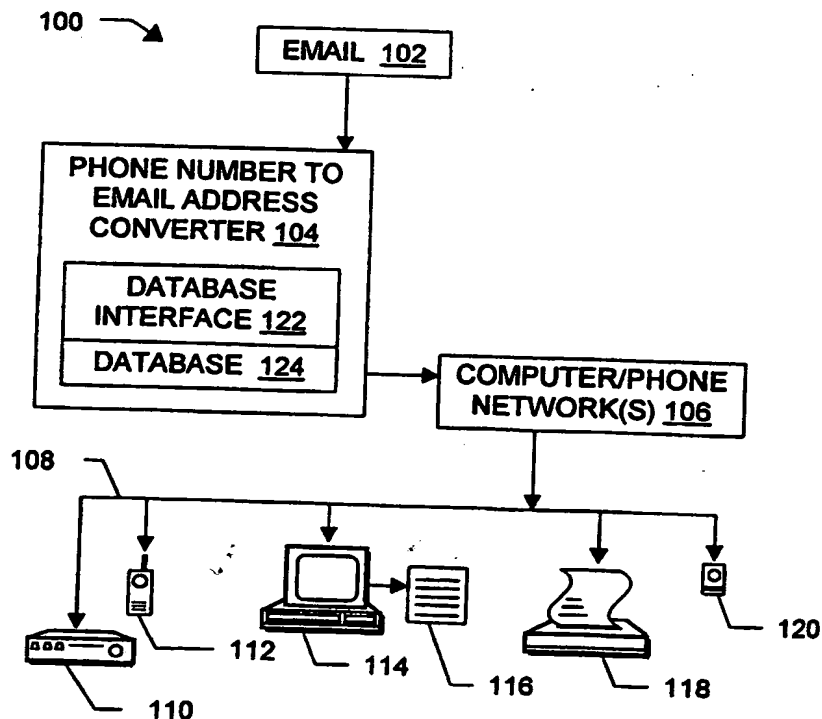 100
EMAIL 102
PHONE NUMBER TO
EMAIL ADDRESS
CONVERTER 104
DATABASE
INTERFACE 122
DATABASE 124
COMPUTER/PHONE
NETWORK(S) 106
108
110
112
114
116
118
120